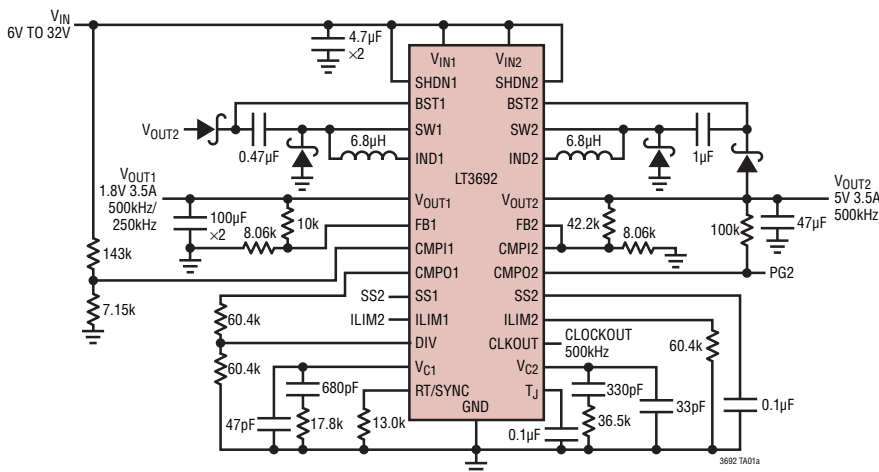 VIN
6V TO 32V
4.7µF
×2
VIN1
VIN2
SHDN1
SHDN2
BST1
BST2
VOUT2
SW1
SW2
0.47µF
6.8µH
6.8µH
1µF
IND1
IND2
LT3692
VOUT1
1.8V 3.5A
500kHz/
250kHz
VOUT1
VOUT2
VOUT2
5V 3.5A
500kHz
100µF
×2
8.06k
10k
FB1
FB2
42.2k
8.06k
100k
47µF
143k
CMPI1
CMPI2
CMPO1
CMPO2
PG2
7.15k
SS2
SS1
SS2
60.4k
ILIM2
ILIM1
ILIM2
DIV
CLKOUT
CLOCKOUT
500kHz
60.4k
60.4k
VC1
VC2
680pF
330pF
RT/SYNC
TJ
47pF
17.8k
13.0k
GND
0.1µF
36.5k
33pF
0.1µF
3692 TA01a